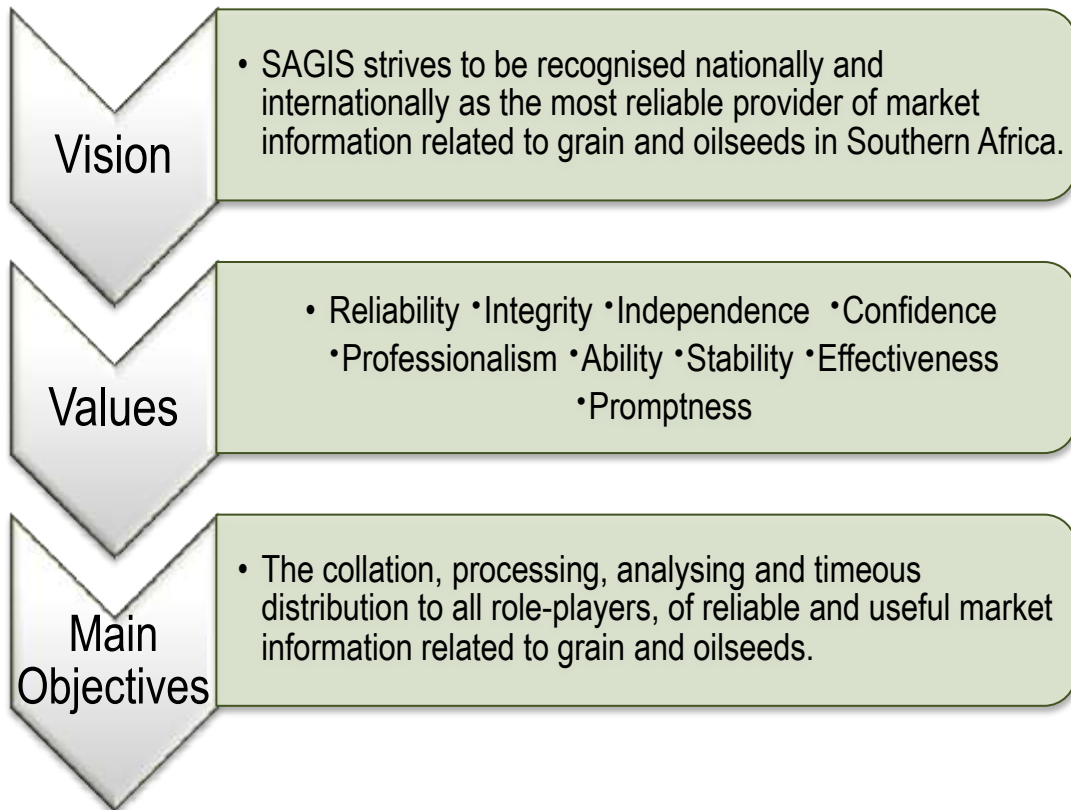 Vision
• SAGIS strives to be recognised nationally and
internationally as the most reliable provider of market
information related to grain and oilseeds in Southern Africa.
Values
• Reliability •Integrity •Independence •Confidence
•Professionalism •Ability •Stability •Effectiveness
•Promptness
Main
Objectives
• The collation, processing, analysing and timeous
distribution to all role-players, of reliable and useful market
information related to grain and oilseeds.